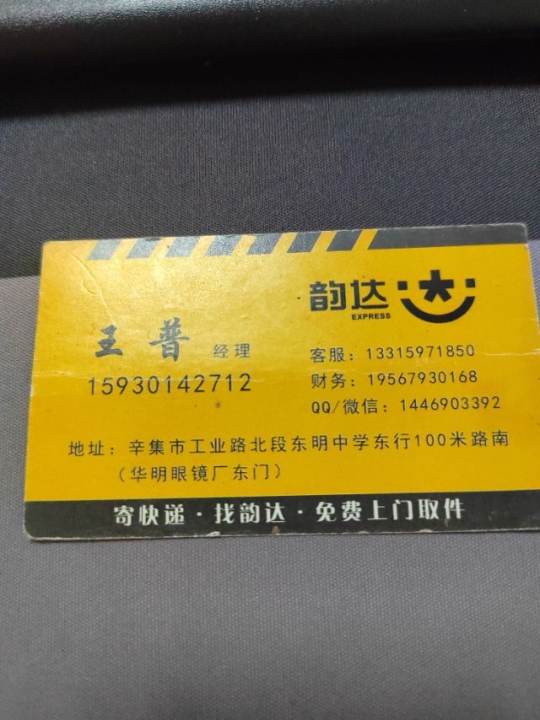 韵达
EXPRESS
王普 经理
15930142712
客服：13315971850
财务：19567930168
QQ/微信：1446903392
地址：辛集市工业路北段东明中学东行100米路南
（华明眼镜厂东门）
寄快递·找韵达·免费上门取件